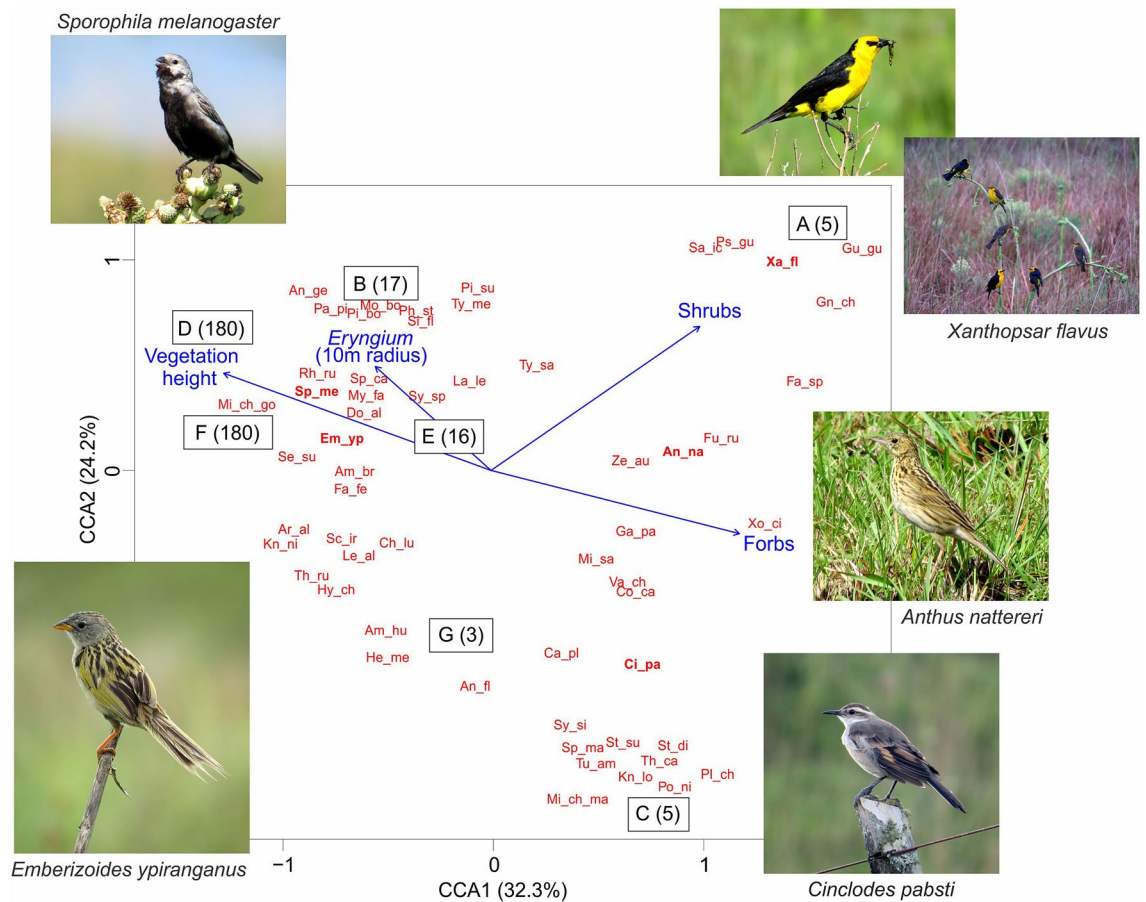 Sporophila melanogaster
A (5)
Ps_gu
Sa_ic
Gu_gu
Xa_fl
1
B (17)
Pi_su
An_ge
Gn_ch
Mo_bo
Ty_me
Pa_pi
Ph_st
Pi_bo
Si_fl
Shrubs
D (180)
Xanthopsar flavus
Eryngium
(10m radius)
Vegetation
height
Ty_sa
Rh_ru
Sp_ca
La_le
Fa_sp
Sp_me
My_fa
Sy_sp
Mi_ch_go
Do_al
F (180)
E (16)
Em_yp
Fu_ru
An_na
Se_su
Ze_au
0
Am_br
Fa_fe
CCA2 (24.2%)
Xo_ci
Ar_al
Ga_pa
Sc_ir
Kn_ni
Ch_lu
Forbs
Le_al
Mi_sa
Th_ru
Va_ch
Hy_ch
Co_ca
Anthus nattereri
Am_hu
G (3)
He_me
Ca_pl
Ci_pa
An_fl
Sy_si
Sp_ma
St_su
St_di
Tu_am
Th_ca
Kn_lo
Pl_ch
Po_ni
Mi_ch_ma
C (5)
−1
0
1
Emberizoides ypiranganus
CCA1 (32.3%)
Cinclodes pabsti